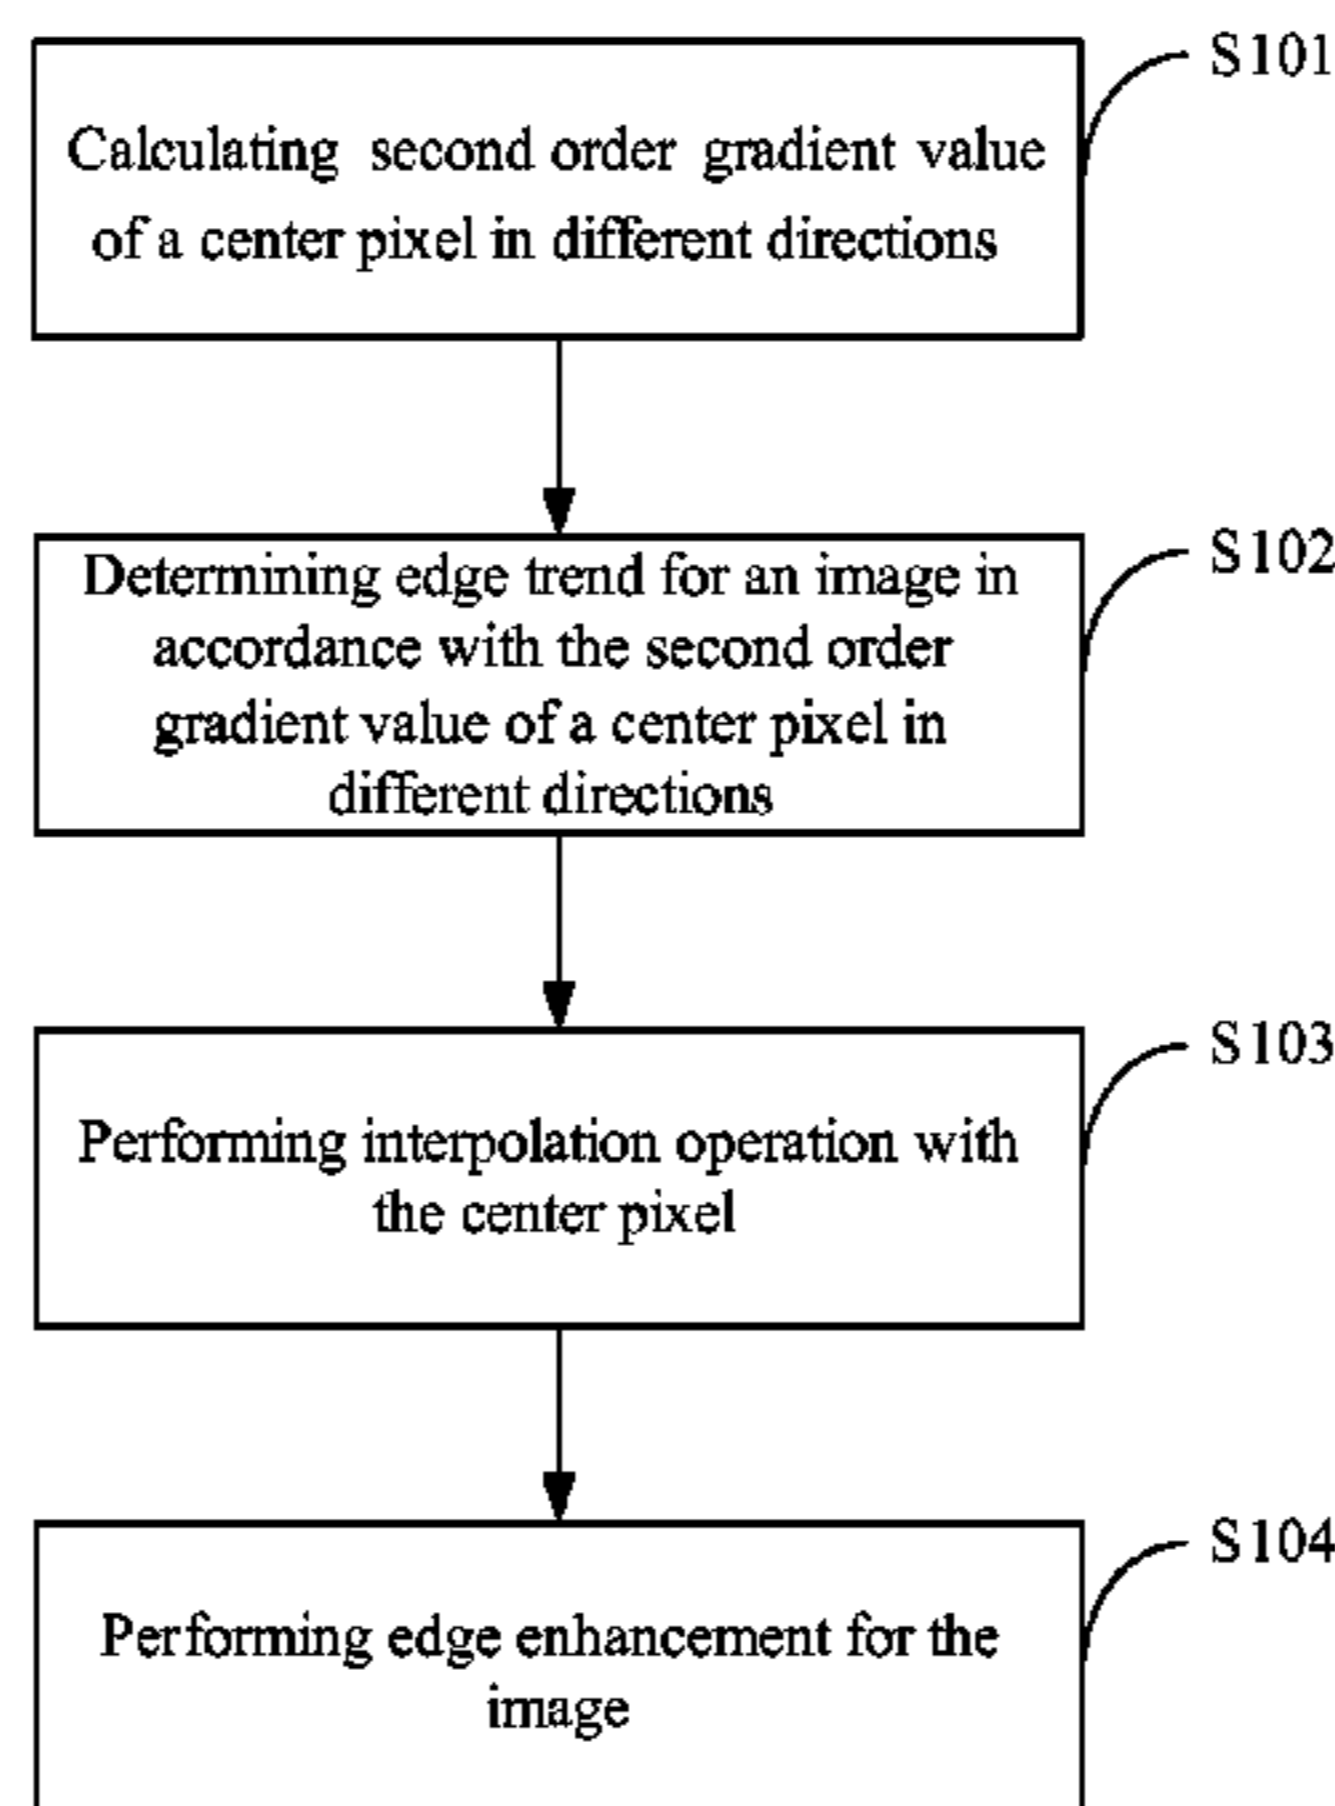 S101
Calculating second order gradient value
of a center pixel in different directions
S102
Determining edge trend for an image in
accordance with the second order
gradient value of a center pixel in
different directions
S103
Performing interpolation operation with
the center pixel
S104
Performing edge enhancement for the
image